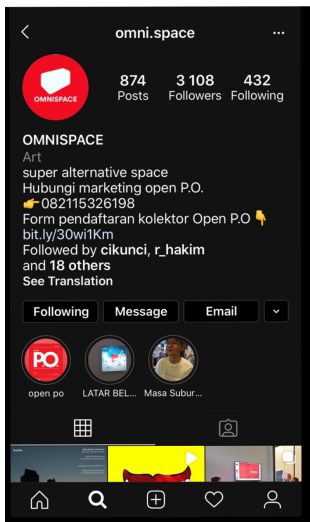 omni.space
OMNISPACE
874 3 108 432
Posts Followers Following
OMNISPACE
Art
super alternative space
Hubungi marketing open P.O.
👉082115326198
Form pendaftaran kolektor Open P.O 👇
bit.ly/30wi1Km
Followed by cikunci, r_hakim
and 18 others
See Translation
Following Message Email
P.O.
open po LATAR BEL... Masa Subur...